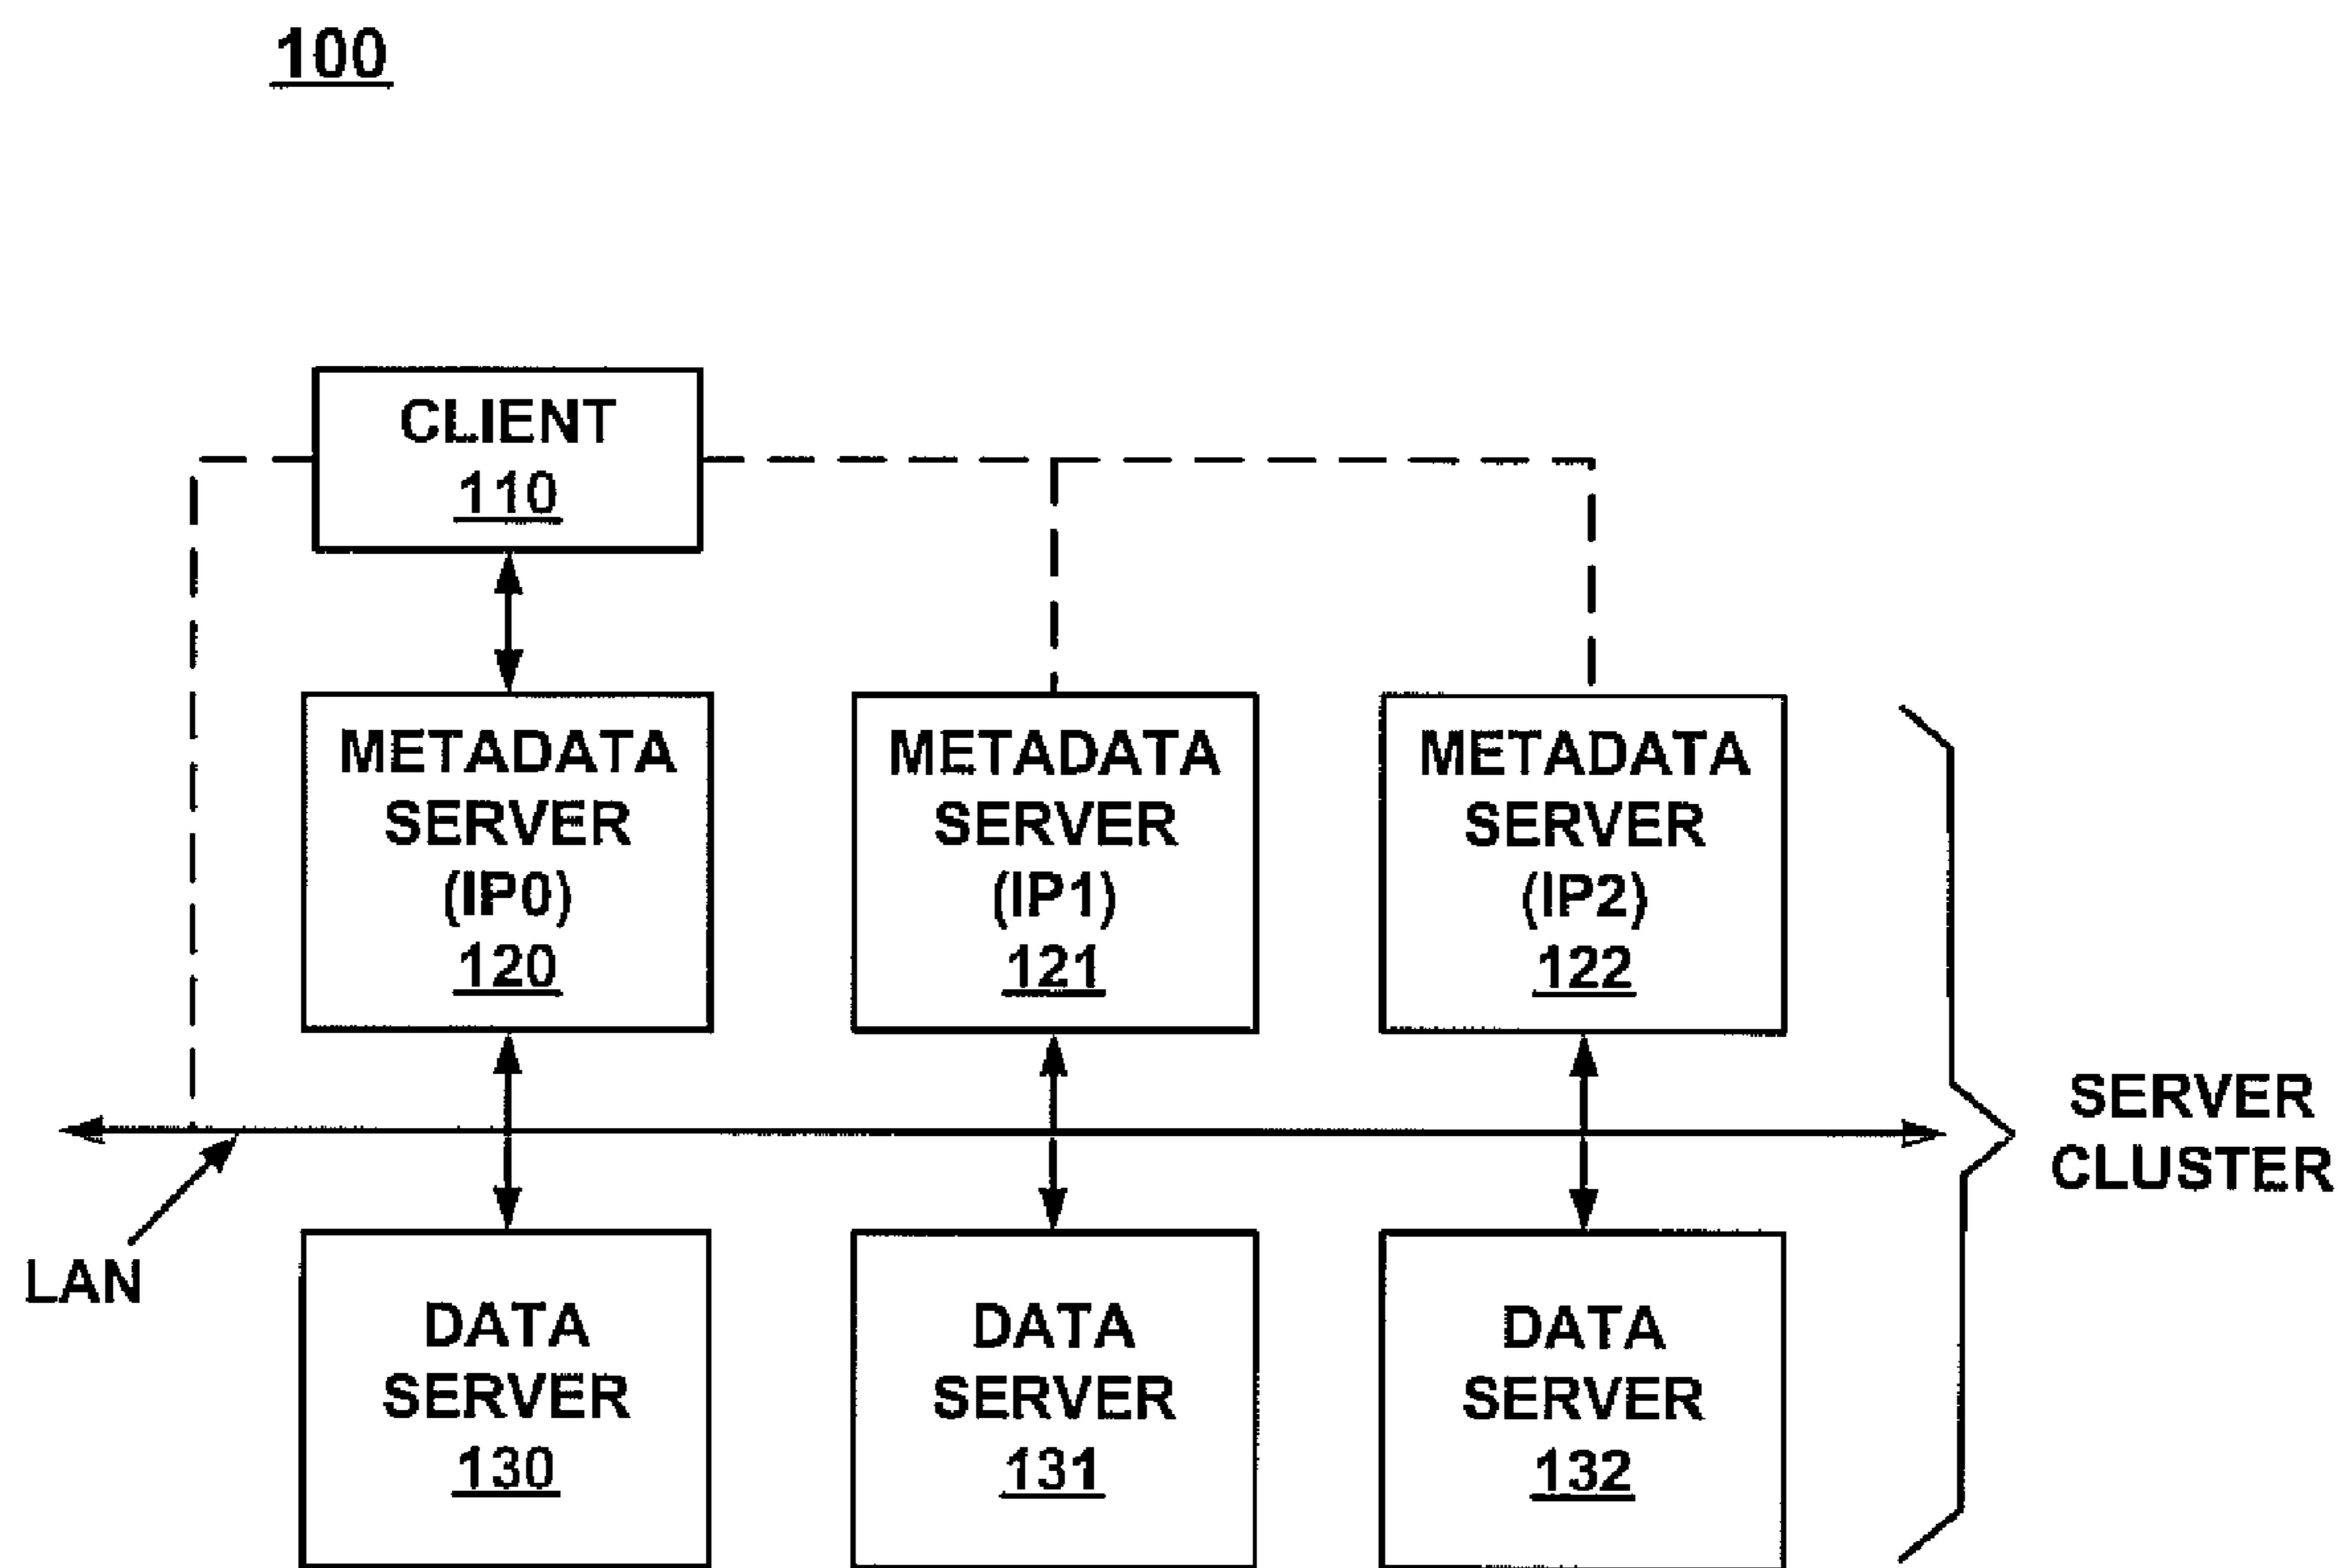 100
CLIENT
110
METADATA
SERVER
(IP0)
120
METADATA
SERVER
(IP1)
121
METADATA
SERVER
(IP2)
122
SERVER
CLUSTER
LAN
DATA
SERVER
130
DATA
SERVER
131
DATA
SERVER
132